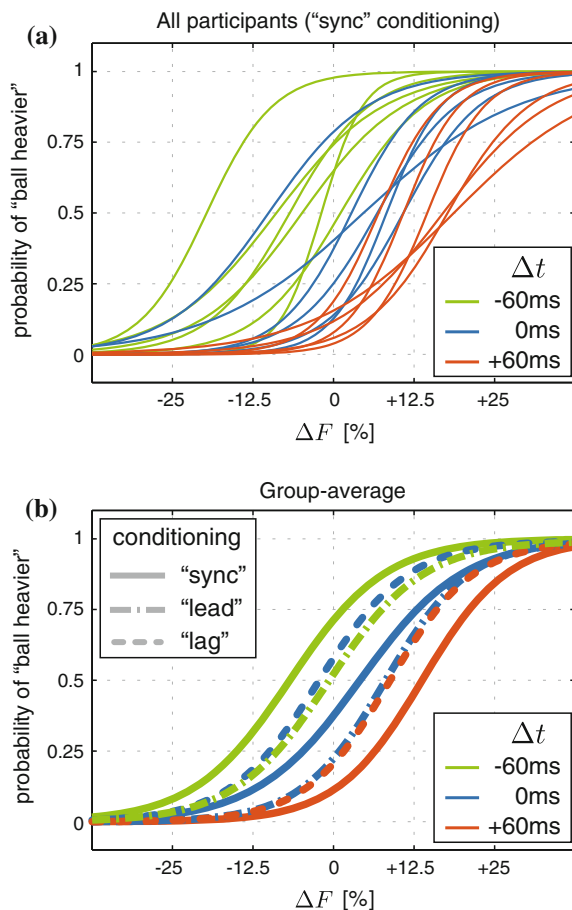 All participants (“sync” conditioning)
(a)
probability of “ball heavier”
1
0.75
0.5
0.25
0
-25 -12.5 0 +12.5 +25
ΔF [%]
Δt
-60ms
0ms
+60ms
Group-average
(b)
probability of “ball heavier”
1
0.75
0.5
0.25
0
conditioning
“sync”
“lead”
“lag”
-25 -12.5 0 +12.5 +25
ΔF [%]
Δt
-60ms
0ms
+60ms